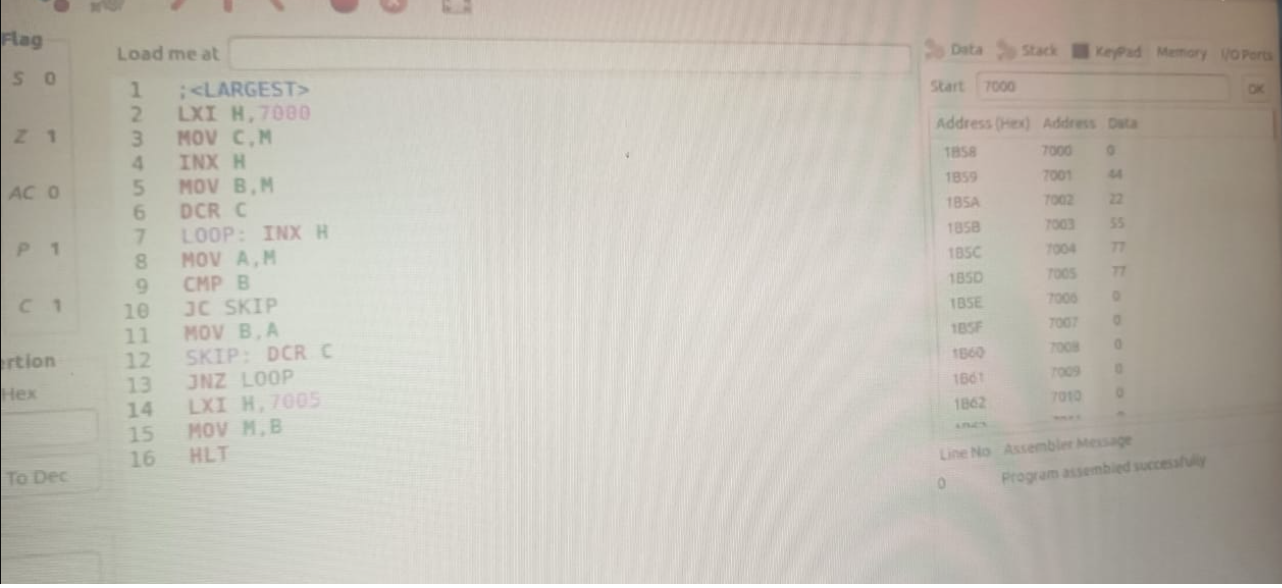 Flag
S 0
Z 1
AC 0
P 1
C 1
ertion
Hex
To Dec
Load me at
1 ;<LARGEST>
2 LXI H,7000
3 MOV C,M
4 INX H
5 MOV B,M
6 DCR C
7 LOOP: INX H
8 MOV A,M
9 CMP B
10 JC SKIP
11 MOV B,A
12 SKIP: DCR C
13 JNZ LOOP
14 LXI H,7005
15 MOV M,B
16 HLT
Data Stack KeyPad Memory I/O Ports
Start 7000 OK
Address (Hex) Address Data
1B58 7000 0
1B59 7001 44
1B5A 7002 22
1B5B 7003 55
1B5C 7004 77
1B5D 7005 77
1B5E 7006 0
1B5F 7007 0
1B60 7008 0
1B61 7009 0
1B62 7010 0
Line No Assembler Message
0 Program assembled successfully